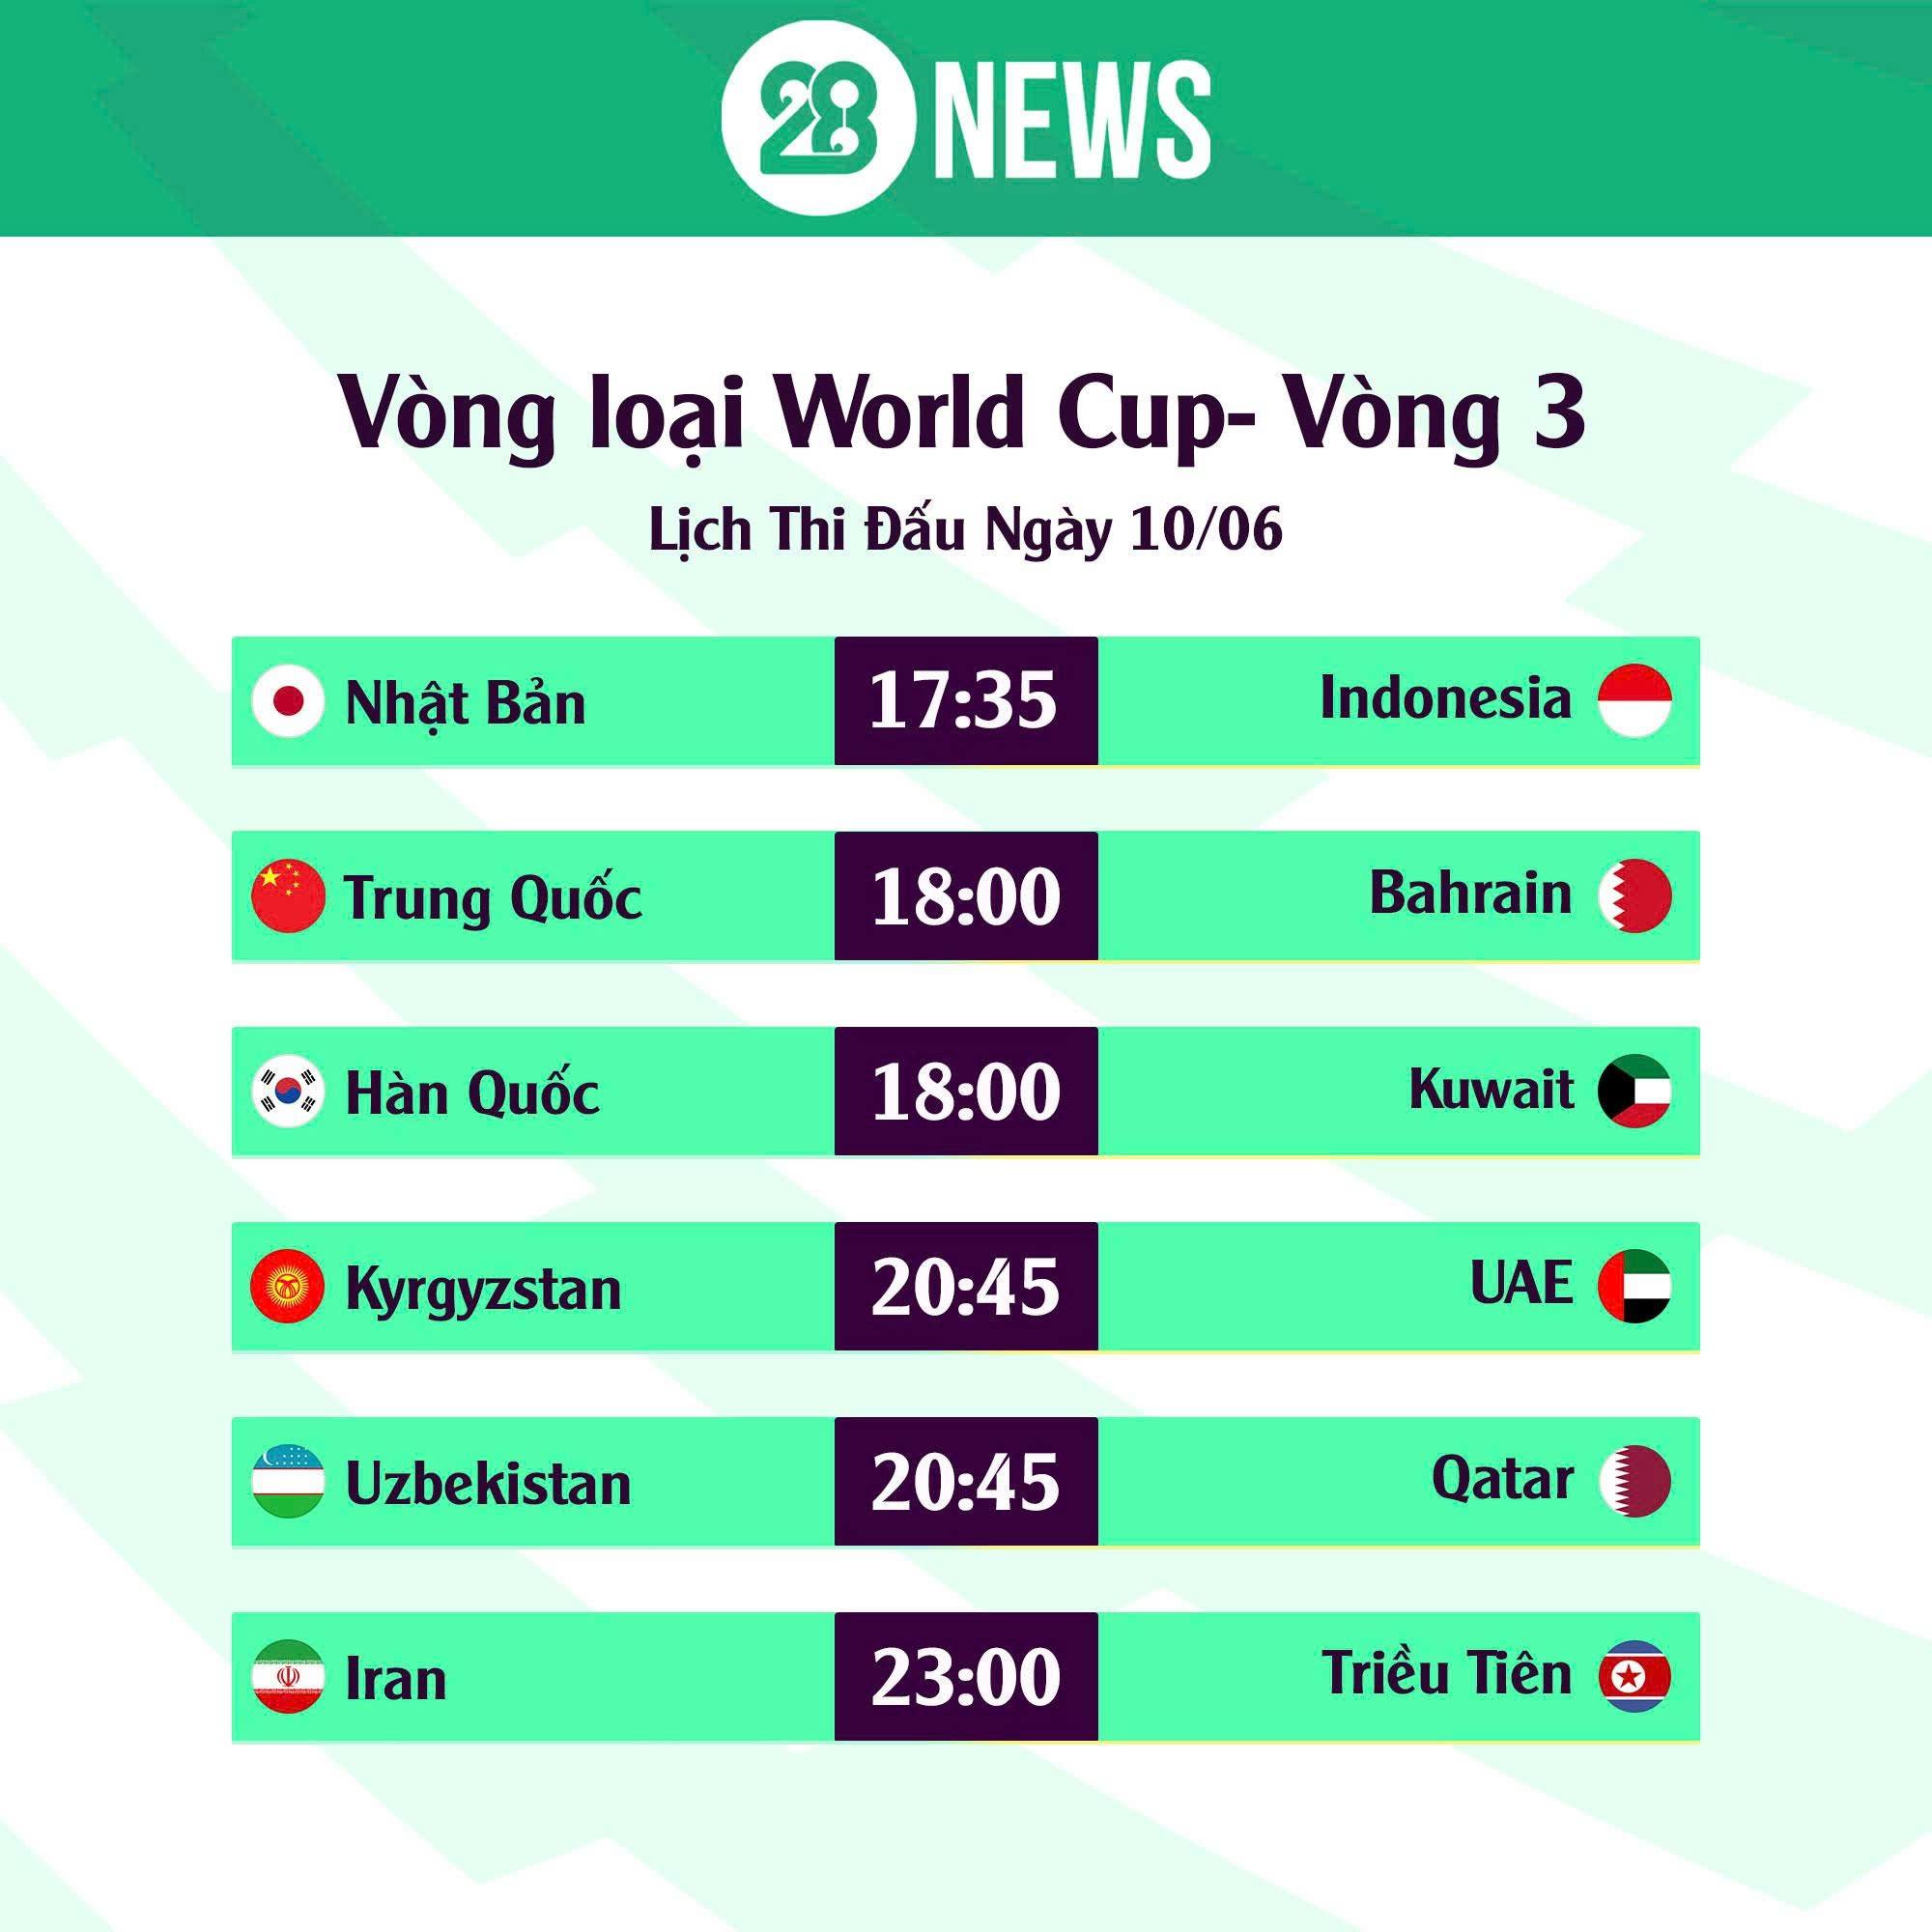 28 NEWS
Vòng loại World Cup- Vòng 3
Lịch Thi Đấu Ngày 10/06
Nhật Bản 17:35 Indonesia
Trung Quốc 18:00 Bahrain
Hàn Quốc 18:00 Kuwait
Kyrgyzstan 20:45 UAE
Uzbekistan 20:45 Qatar
Iran 23:00 Triều Tiên